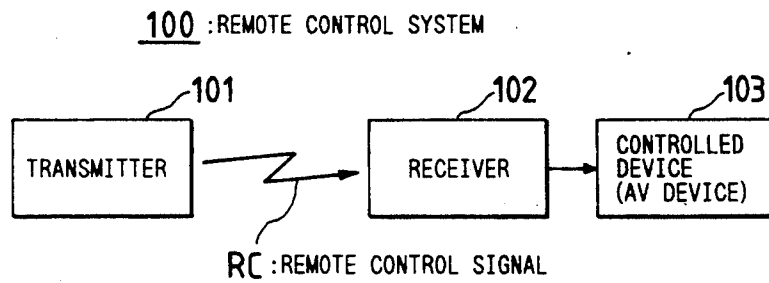 100 :REMOTE CONTROL SYSTEM
101
102
103
TRANSMITTER
RECEIVER
CONTROLLED
DEVICE
(AV DEVICE)
RC :REMOTE CONTROL SIGNAL